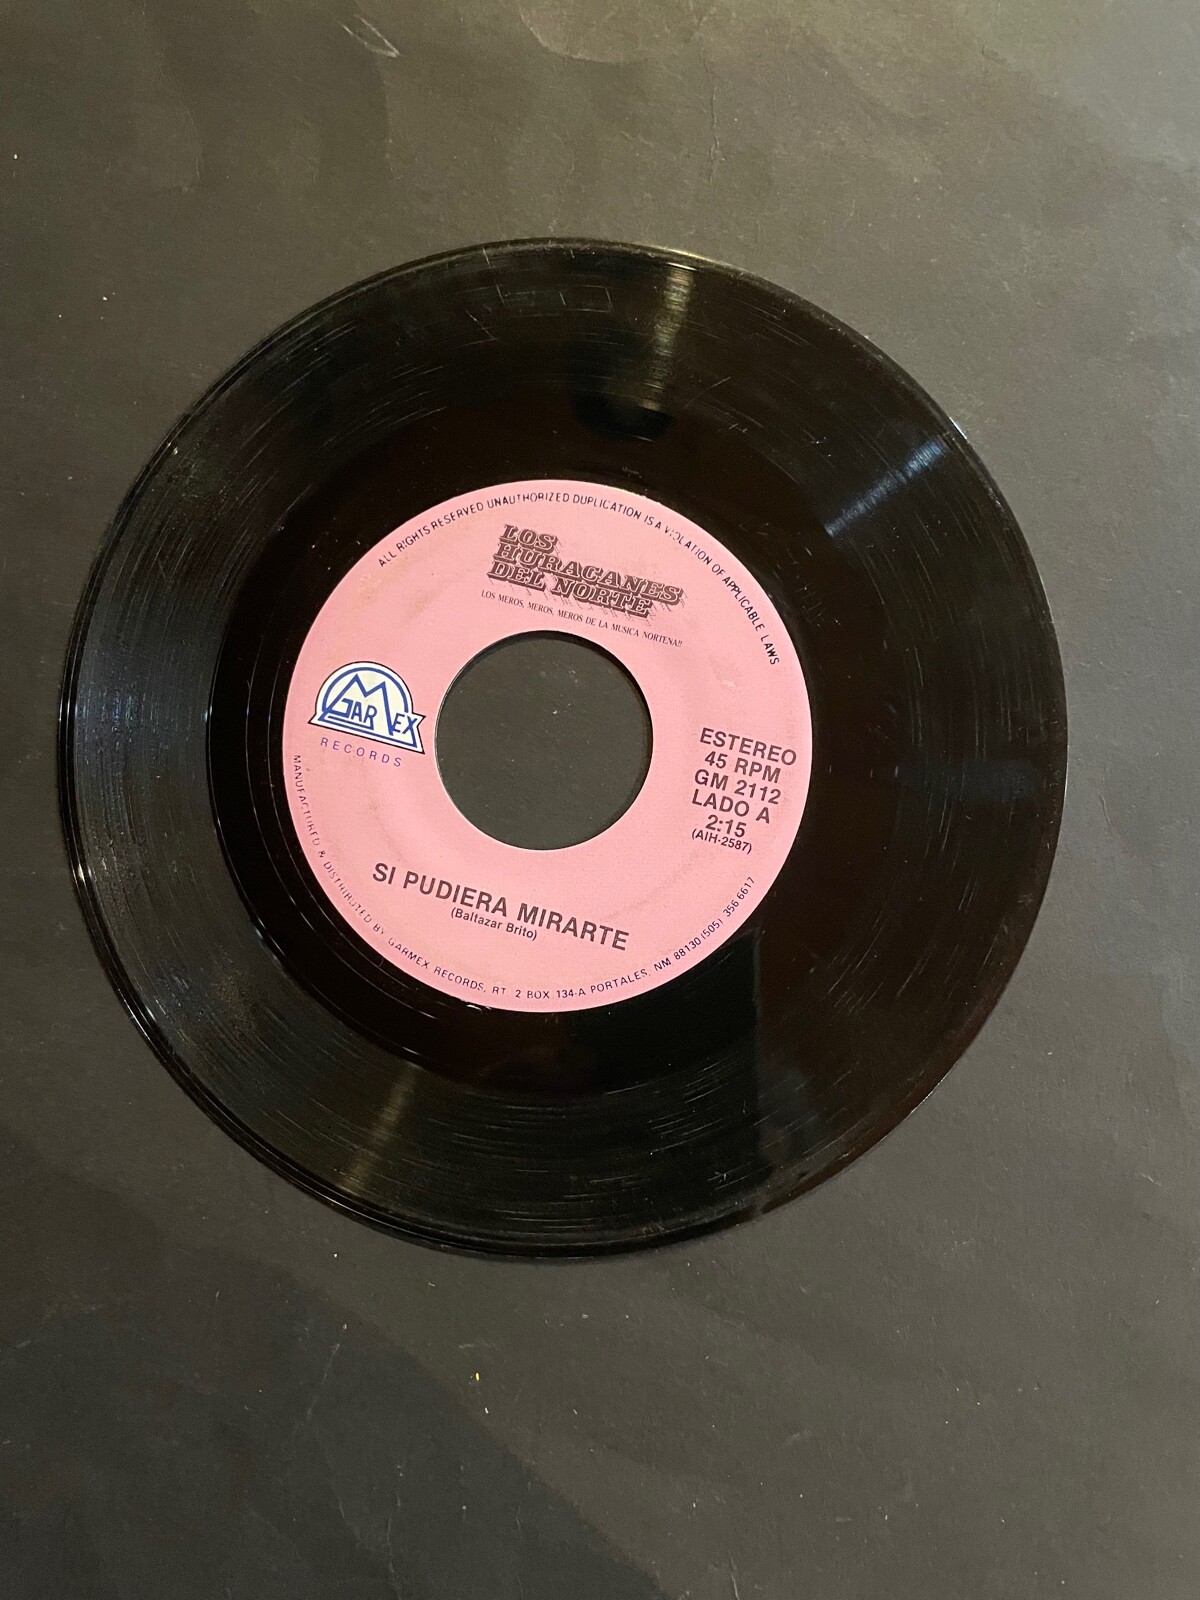 ALL RIGHTS RESERVED UNAUTHORIZED DUPLICATION IS A VIOLATION OF APPLICABLE LAWS
LOS
HURACANES
DEL NORTE
LOS MEROS, MEROS, MEROS DE LA MUSICA NORTENA!!
GARMEX
RECORDS
ESTEREO
45 RPM
GM 2112
LADO A
2:15
(AIH-2587)
SI PUDIERA MIRARTE
(Baltazar Brito)
MANUFACTURED & DISTRIBUTED BY GARMEX RECORDS, RT. 2 BOX 134-A PORTALES, NM 88130 (505) 356 6617